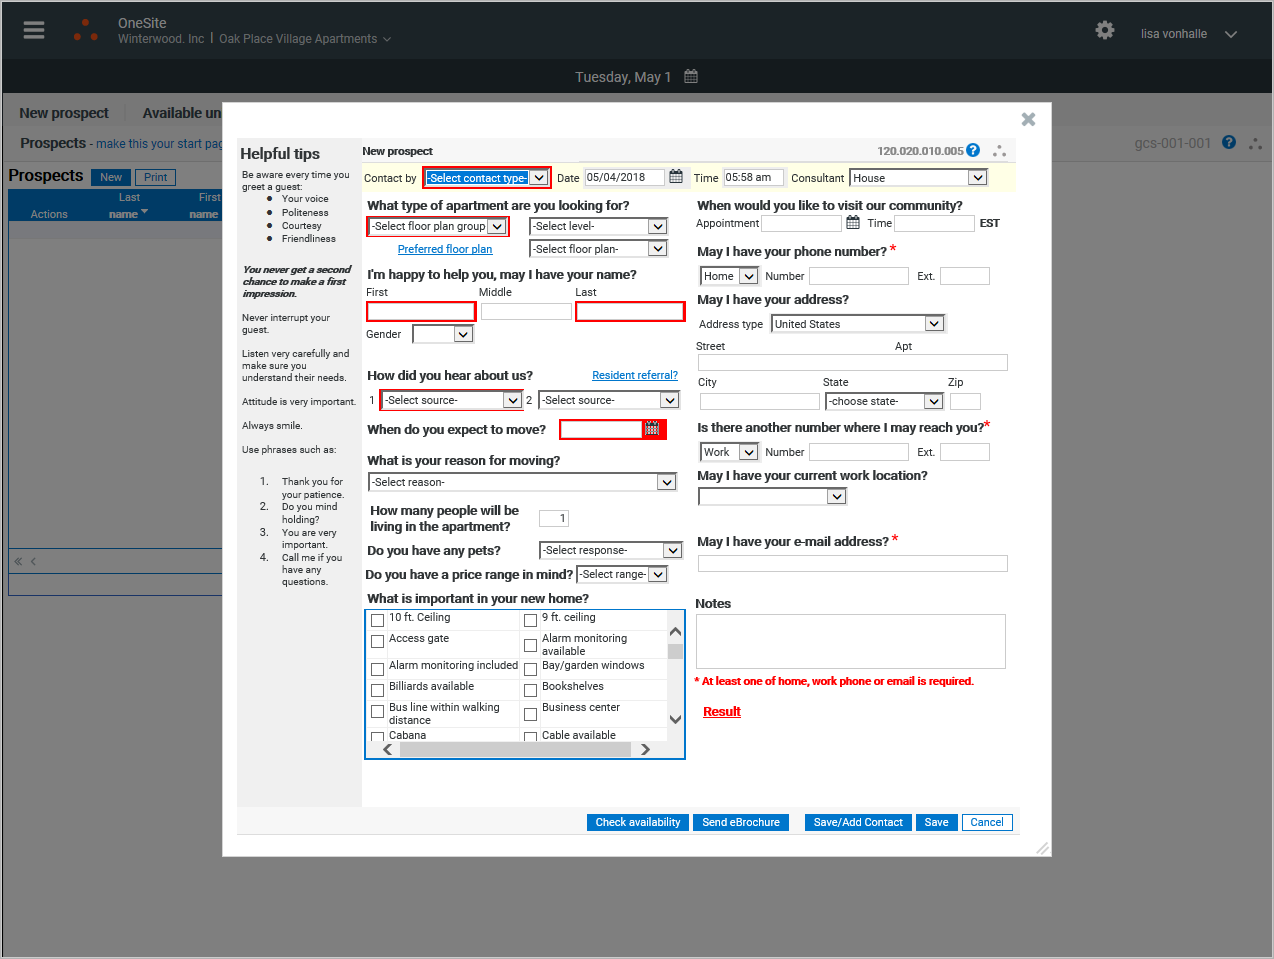 OneSite
Winterwood. Inc | Oak Place Village Apartments
lisa vonhalle
Tuesday, May 1
New prospect
Available un
Prospects - make this your start pag
gcs-001-001
Prospects
New
Print
Actions
Last name
First name
Helpful tips
Be aware every time you
greet a guest:
Your voice
Politeness
Courtesy
Friendliness
You never get a second
chance to make a first
impression.
Never interrupt your
guest.
Listen very carefully and
make sure you
understand their needs.
Attitude is very important.
Always smile.
Use phrases such as:
1. Thank you for
your patience.
2. Do you mind
holding?
3. You are very
important.
4. Call me if you
have any
questions.
New prospect
120.020.010.005
Contact by -Select contact type- Date 05/04/2018 Time 05:58 am Consultant House
What type of apartment are you looking for?
-Select floor plan group -Select level-
Preferred floor plan -Select floor plan-
I'm happy to help you, may I have your name?
First Middle Last
Gender
How did you hear about us? Resident referral?
1 -Select source- 2 -Select source-
When do you expect to move?
What is your reason for moving?
-Select reason-
How many people will be
living in the apartment? 1
Do you have any pets? -Select response-
Do you have a price range in mind? -Select range-
What is important in your new home?
10 ft. Ceiling 9 ft. ceiling
Access gate Alarm monitoring
available
Alarm monitoring included Bay/garden windows
Billiards available Bookshelves
Bus line within walking Business center
distance
Cabana Cable available
When would you like to visit our community?
Appointment Time EST
May I have your phone number? *
Home Number Ext.
May I have your address?
Address type United States
Street Apt
City State Zip
-choose state-
Is there another number where I may reach you?*
Work Number Ext.
May I have your current work location?
May I have your e-mail address? *
Notes
* At least one of home, work phone or email is required.
Result
Check availability Send eBrochure Save/Add Contact Save Cancel